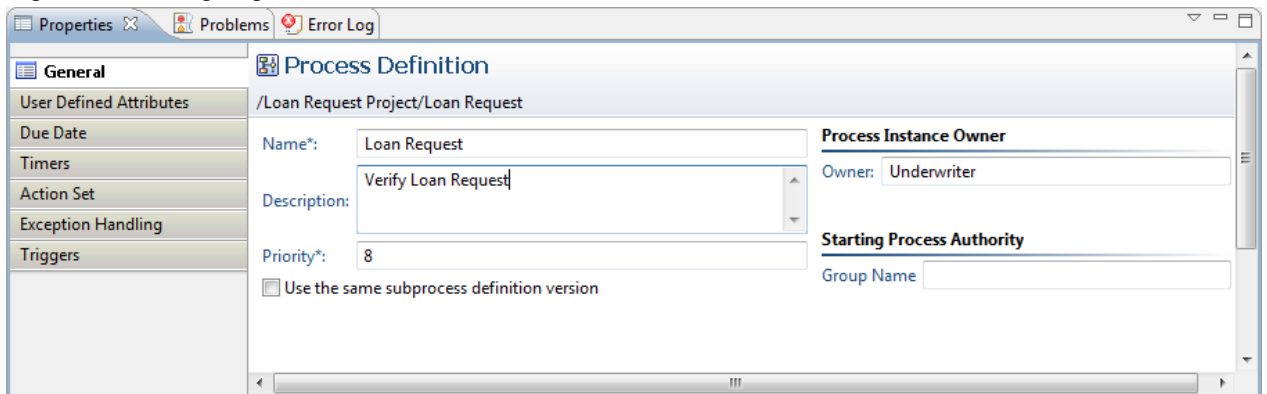 Properties Problems Error Log
General
User Defined Attributes
Due Date
Timers
Action Set
Exception Handling
Triggers
Process Definition
/Loan Request Project/Loan Request
Name*: Loan Request
Description: Verify Loan Request
Priority*: 8
Use the same subprocess definition version
Process Instance Owner
Owner: Underwriter
Starting Process Authority
Group Name